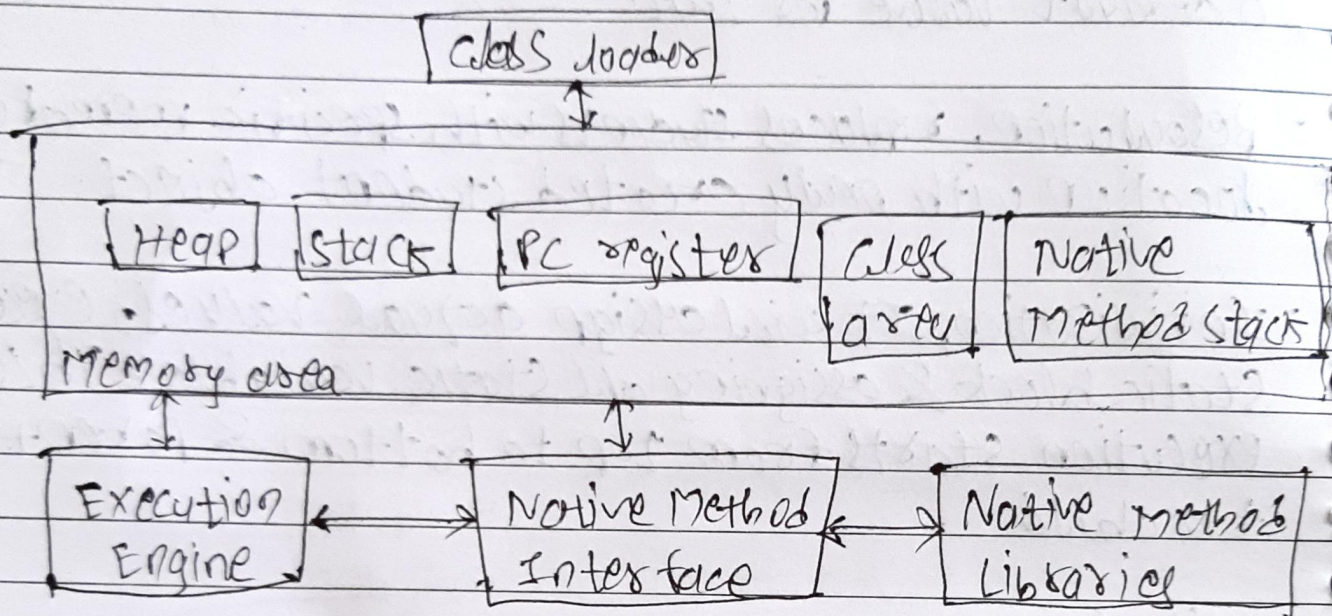 Class loader
Heap
Stack
PC register
Class
area
Native
Method Stack
Memory area
Execution
Engine
Native Method
Interface
Native Method
Libraries